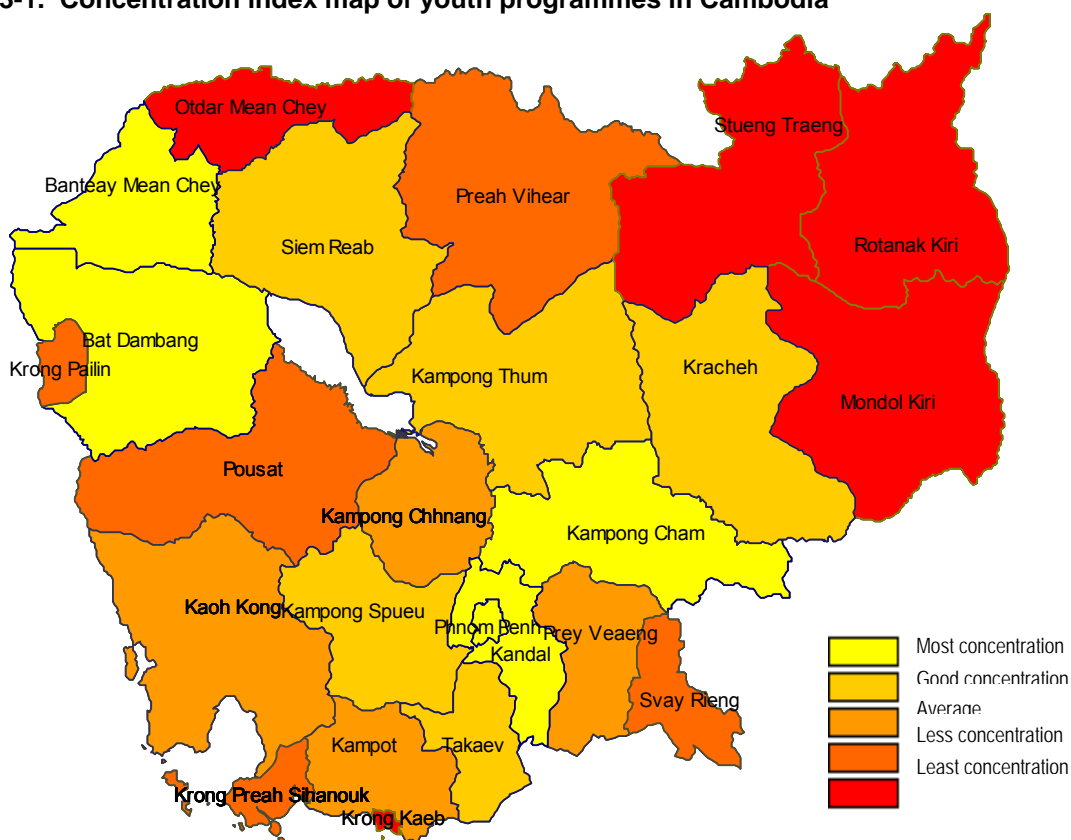 3-1: Concentration index map of youth programmes in Cambodia
Otdar Mean Chey
Stueng Traeng
Banteay Mean Chey
Preah Vihear
Siem Reab
Rotanak Kiri
Bat Dambang
Krong Pailin
Kampong Thum
Kracheh
Mondol Kiri
Pousat
Kampong Chhnang
Kampong Cham
Kaoh Kong
Kampong Spueu
Phnom Penh
Prey Veaeng
Kandal
Svay Rieng
Kampot
Takaev
Krong Preah Sihanouk
Krong Kaeb
Most concentration
Good concentration
Average
Less concentration
Least concentration